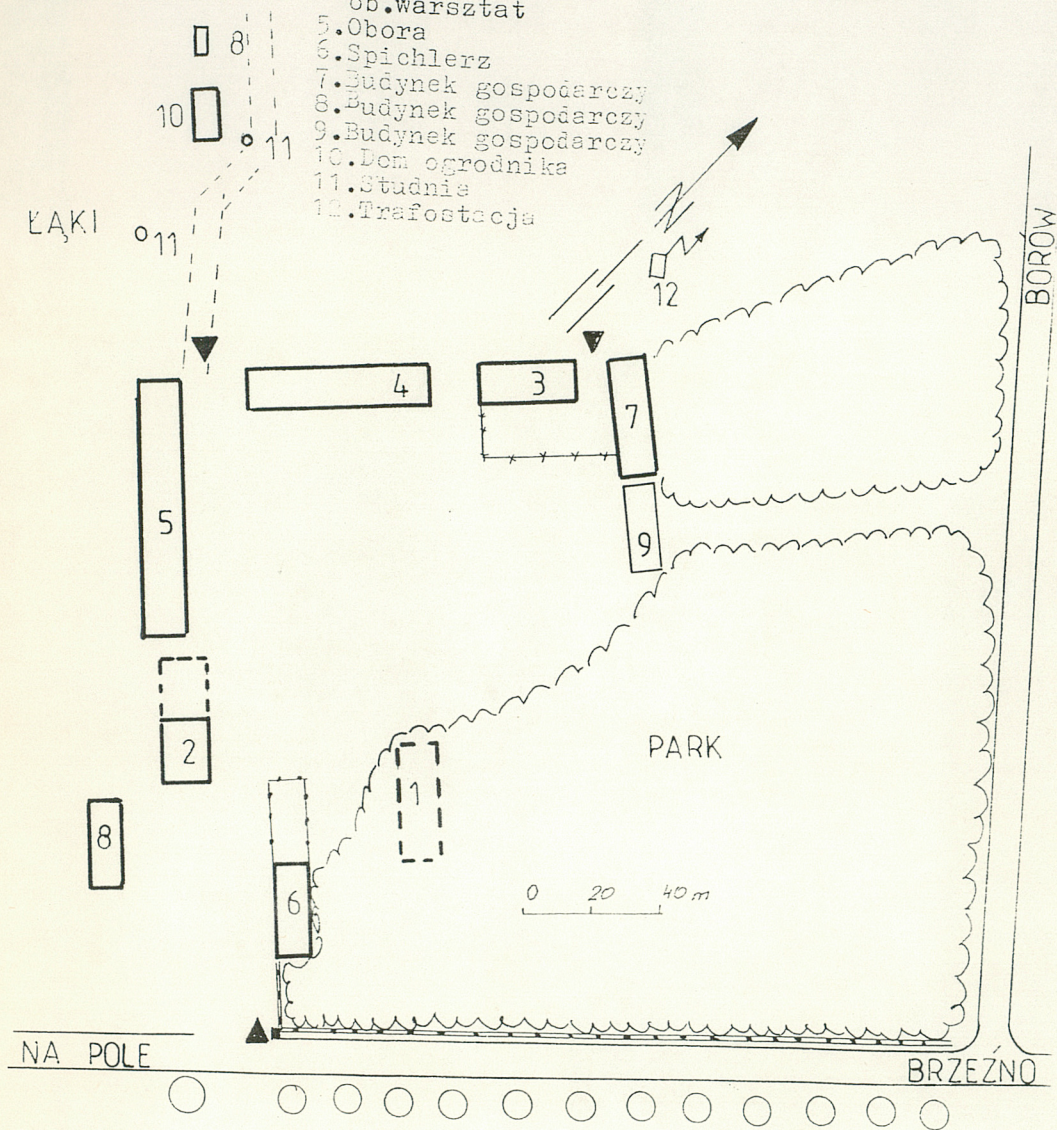 ob.warsztat
5.Obora
6.Spichlerz
7.Budynek gospodarczy
8.Budynek gospodarczy
9.Budynek gospodarczy
10.Dom ogrodnika
11.Studnia
12.Trafostacja
8
10
11
ŁĄKI
11
12
BORÓW
4
3
7
5
9
2
1
PARK
8
6
0 20 40 m
NA POLE
BRZEŹNO